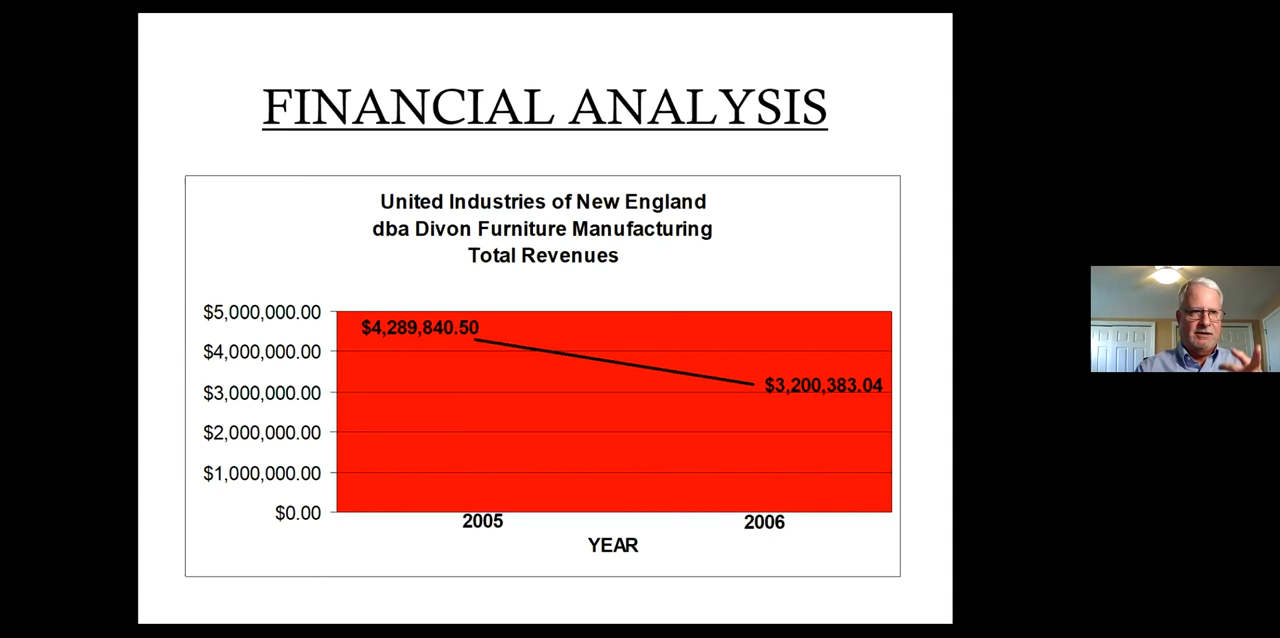 FINANCIAL ANALYSIS
United Industries of New England
dba Divon Furniture Manufacturing
Total Revenues
$5,000,000.00
$4,289,840.50
$4,000,000.00
$3,200,383.04
$3,000,000.00
$2,000,000.00
$1,000,000.00
$0.00
2005 2006
YEAR